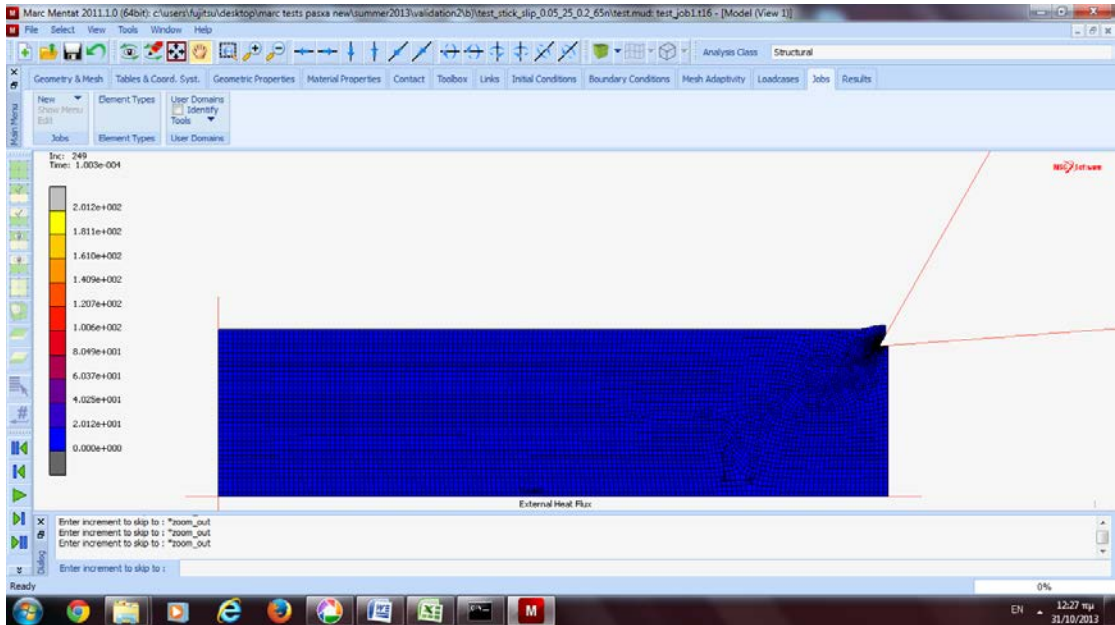 Marc Mentat 2011.1.0 (64bit): c:\users\fujitsu\desktop\marc tests pasxa new\summer2013\validation2\b)\test_stick_slip_0.05_25_0.2_65n\test.mud: test_job1.t16 - [Model (View 1)]
File Select View Tools Window Help
Analysis Class Structural
Geometry & Mesh Tables & Coord. Syst. Geometric Properties Material Properties Contact Toolbox Links Initial Conditions Boundary Conditions Mesh Adaptivity Loadcases Jobs Results
Main Menu
New Element Types User Domains
Show Menu Identify
Edit Tools
Jobs Element Types User Domains
Inc: 249
Time: 1.003e-004
MSC Software
2.012e+002
1.811e+002
1.610e+002
1.409e+002
1.207e+002
1.006e+002
8.049e+001
6.037e+001
4.025e+001
2.012e+001
0.000e+000
External Heat Flux
1
Dialog
Enter increment to skip to : *zoom_out
Enter increment to skip to : *zoom_out
Enter increment to skip to : *zoom_out
Enter increment to skip to :
Ready
0%
EN
12:27 πμ
31/10/2013